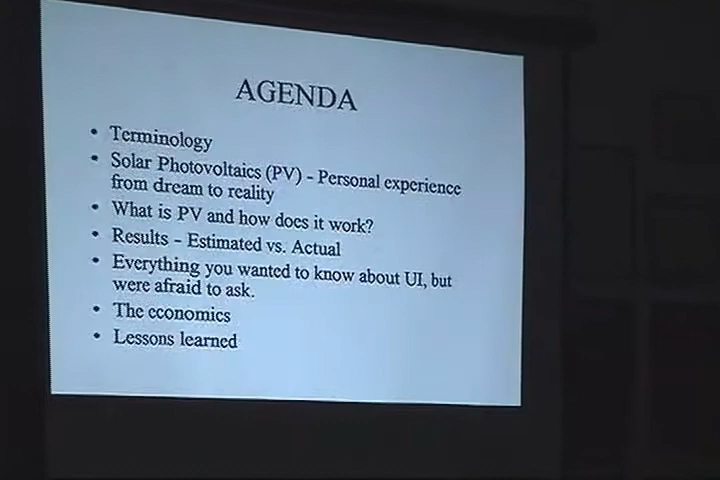 AGENDA
• Terminology
• Solar Photovoltaics (PV) - Personal experience
from dream to reality
• What is PV and how does it work?
• Results - Estimated vs. Actual
• Everything you wanted to know about UI, but
were afraid to ask.
• The economics
• Lessons learned